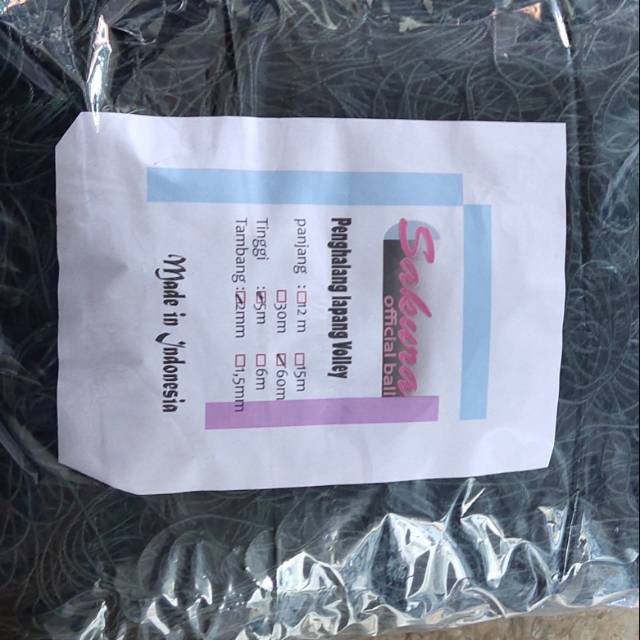 Sakura
official ball
Penghalang lapang Volley
panjang : 12 m 15m
30m 60m
Tinggi : 5m 6m
Tambang : 2mm 1,5mm
Made in Indonesia